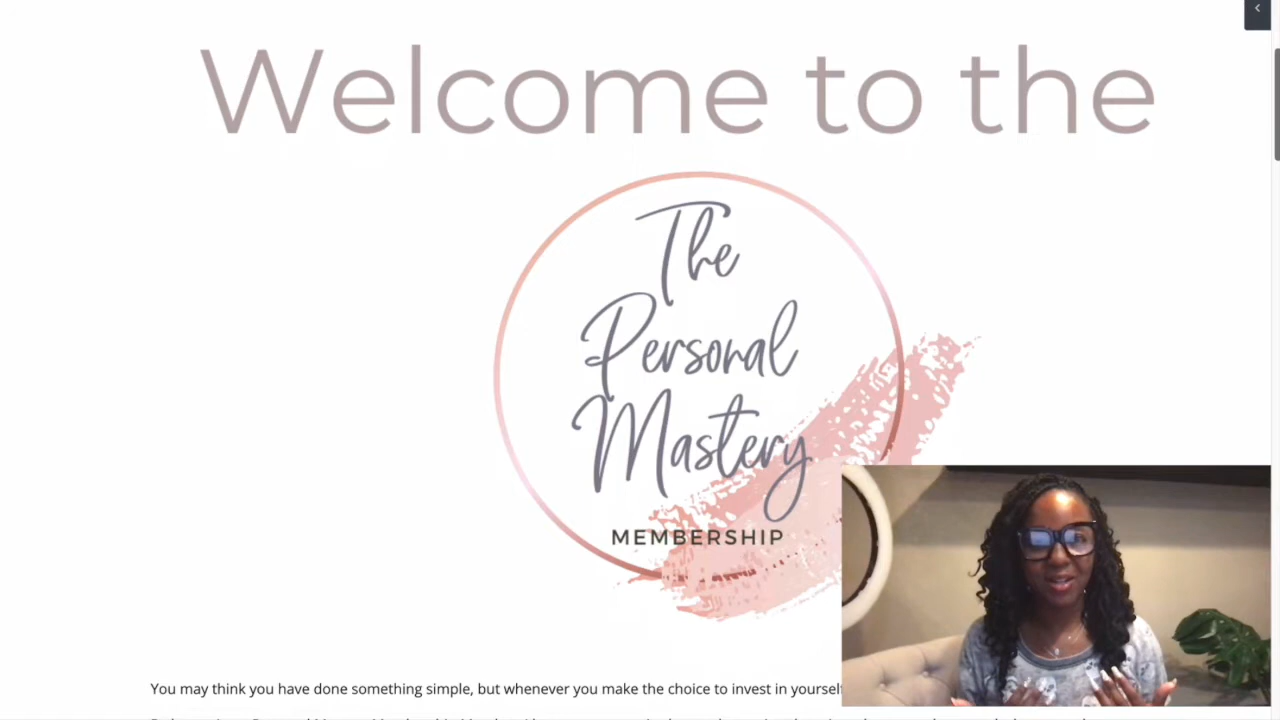 Welcome to the
The
Personal
Mastery
MEMBERSHIP
You may think you have done something simple, but whenever you make the choice to invest in yourself